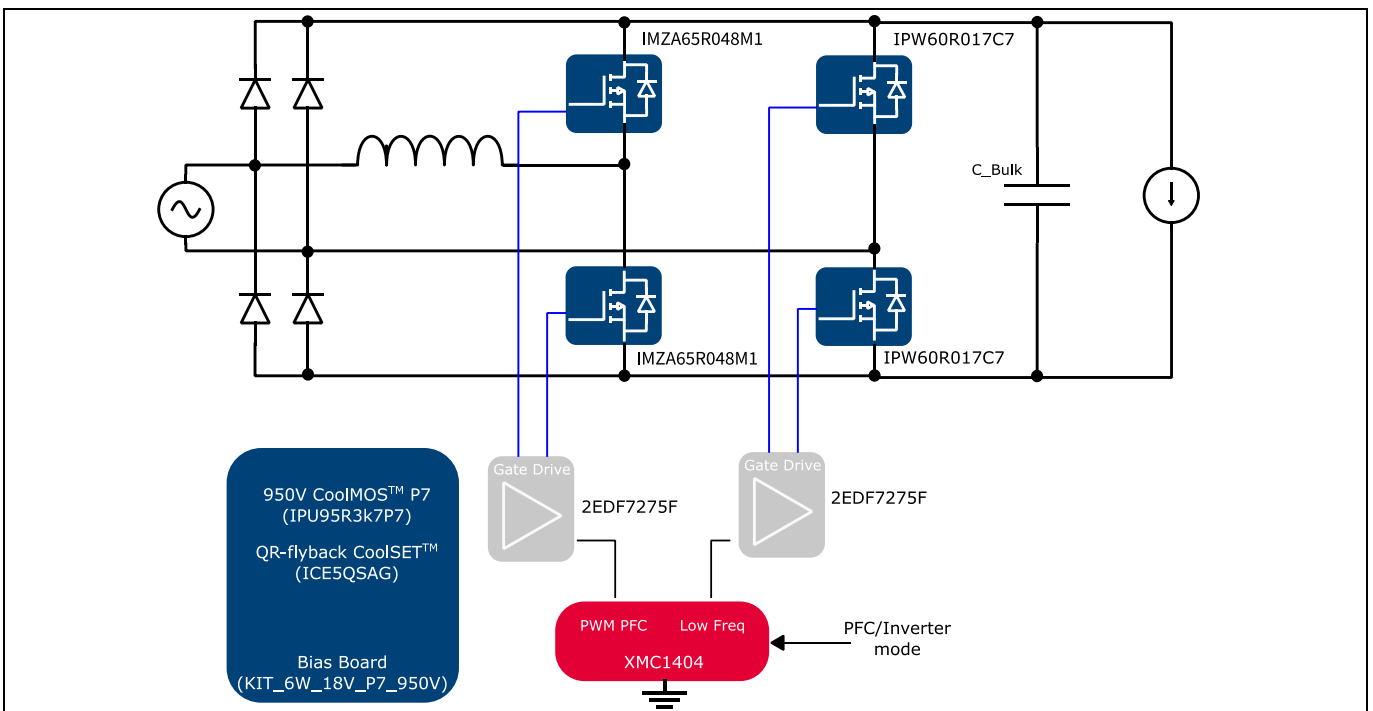 IMZA65R048M1
IPW60R017C7
C_Bulk
IMZA65R048M1
IPW60R017C7
Gate Drive
2EDF7275F
Gate Drive
2EDF7275F
950V CoolMOS™ P7
(IPU95R3k7P7)
QR-flyback CoolSET™
(ICE5QSAG)
Bias Board
(KIT_6W_18V_P7_950V)
PWM PFC
Low Freq
XMC1404
PFC/Inverter
mode